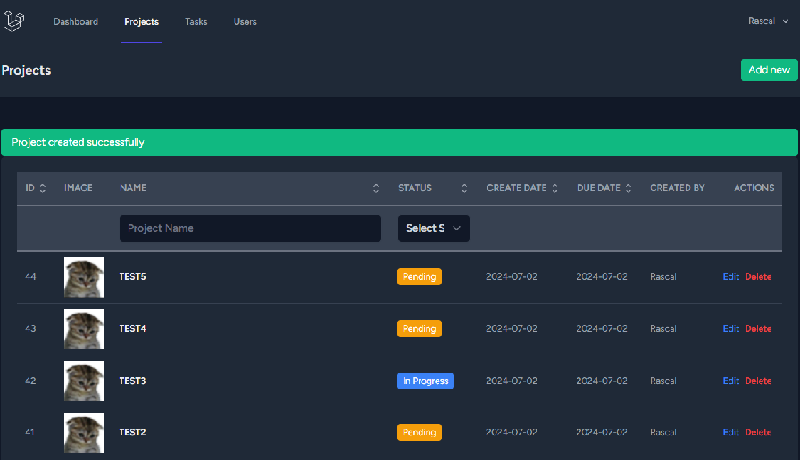 Dashboard Projects Tasks Users Rascal
Projects Add new
Project created successfully
ID IMAGE NAME STATUS CREATE DATE DUE DATE CREATED BY ACTIONS
Project Name Select S
44 TEST5 Pending 2024-07-02 2024-07-02 Rascal Edit Delete
43 TEST4 Pending 2024-07-02 2024-07-02 Rascal Edit Delete
42 TEST3 In Progress 2024-07-02 2024-07-02 Rascal Edit Delete
41 TEST2 Pending 2024-07-02 2024-07-02 Rascal Edit Delete